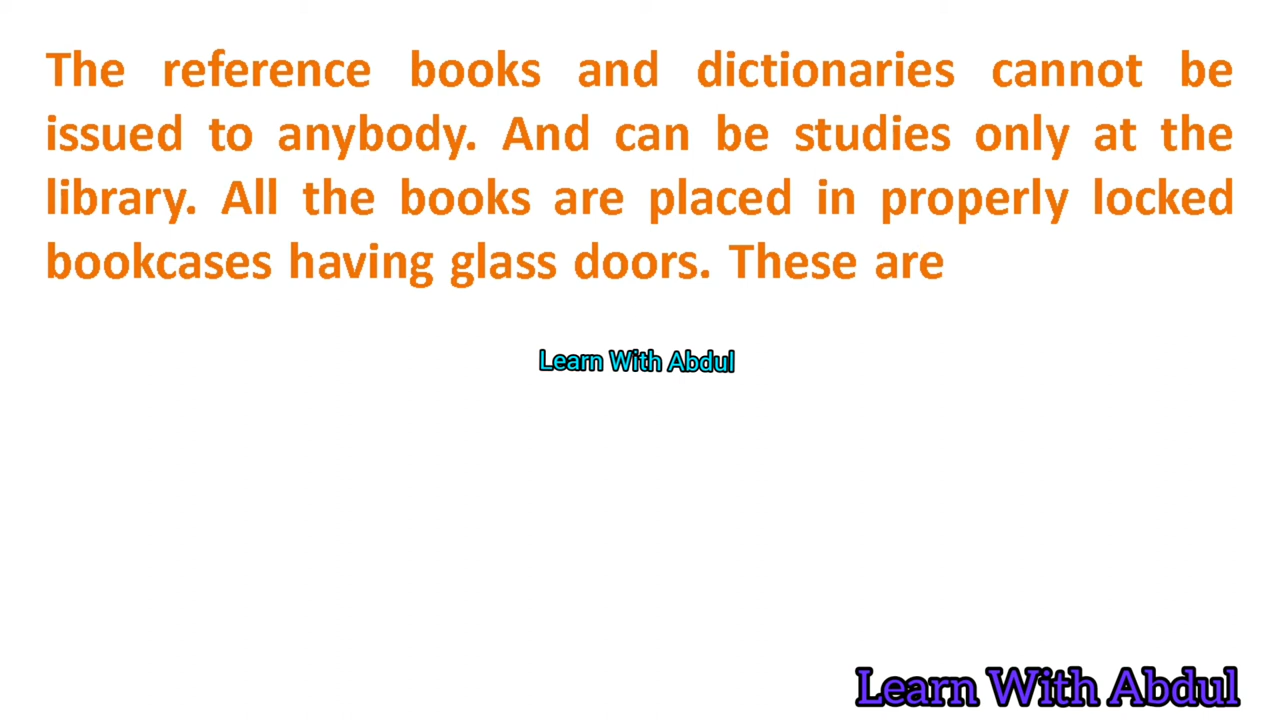 The reference books and dictionaries cannot be
issued to anybody. And can be studies only at the
library. All the books are placed in properly locked
bookcases having glass doors. These are
Learn With Abdul
Learn With Abdul